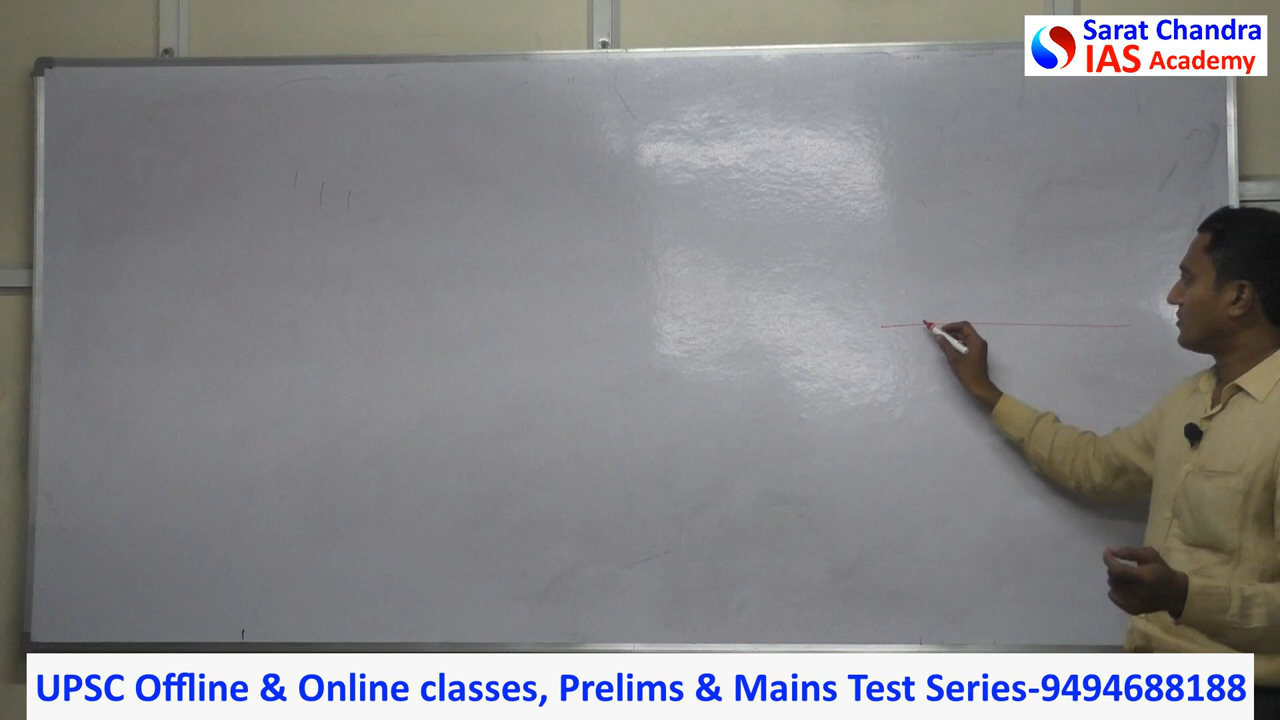 Sarat Chandra
IAS Academy
UPSC Offline & Online classes, Prelims & Mains Test Series-9494688188